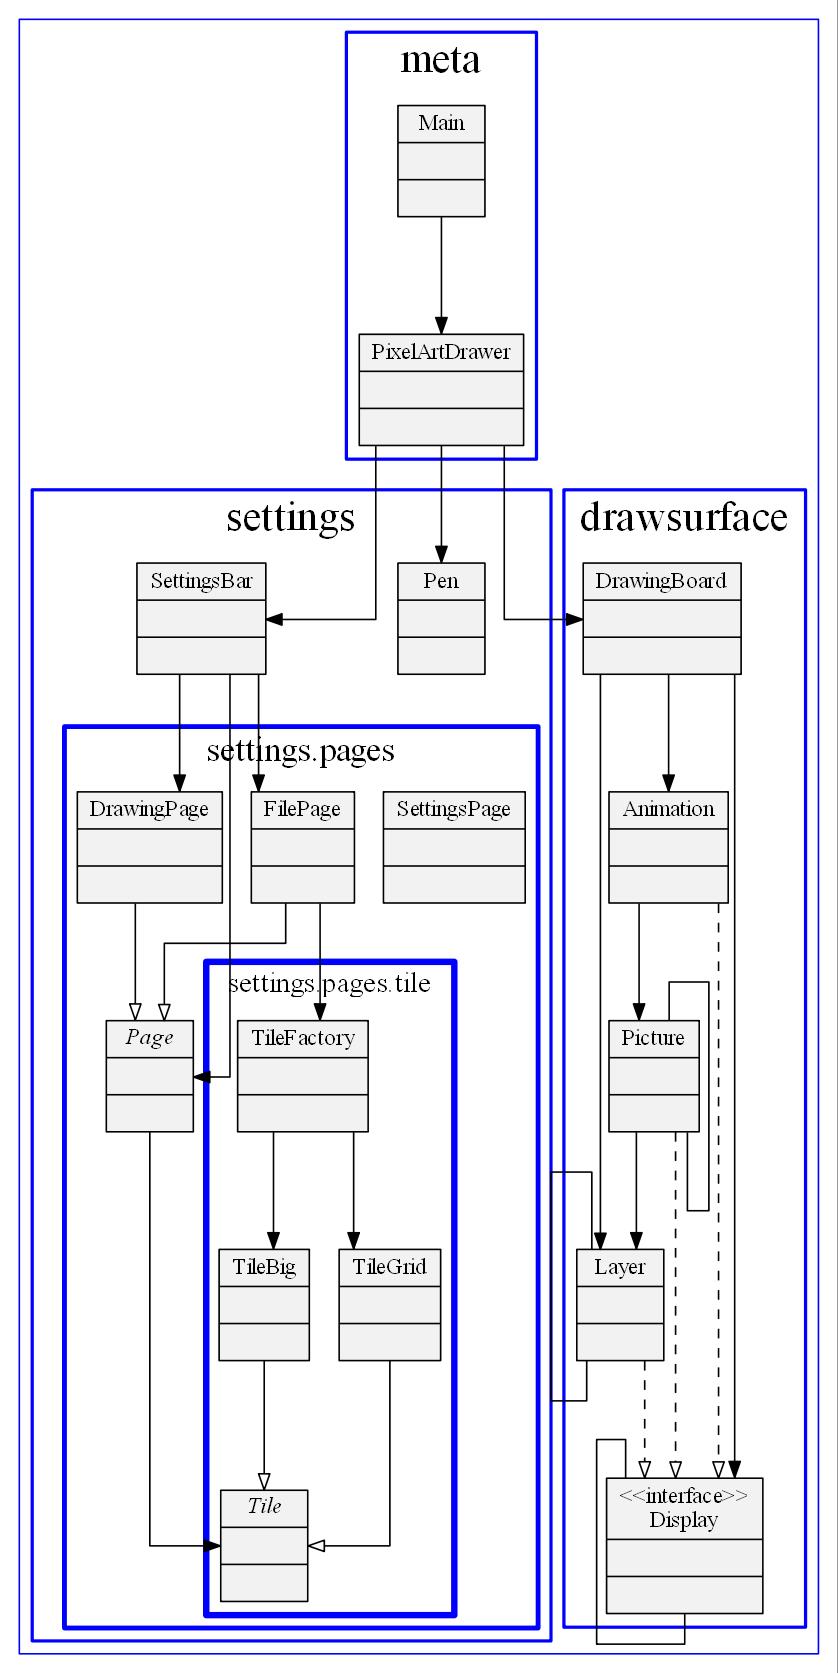 meta
Main
PixelArtDrawer
settings
drawsurface
SettingsBar
Pen
DrawingBoard
settings.pages
DrawingPage
FilePage
SettingsPage
Animation
settings.pages.tile
Page
TileFactory
Picture
TileBig
TileGrid
Layer
Tile
<<interface>>
Display